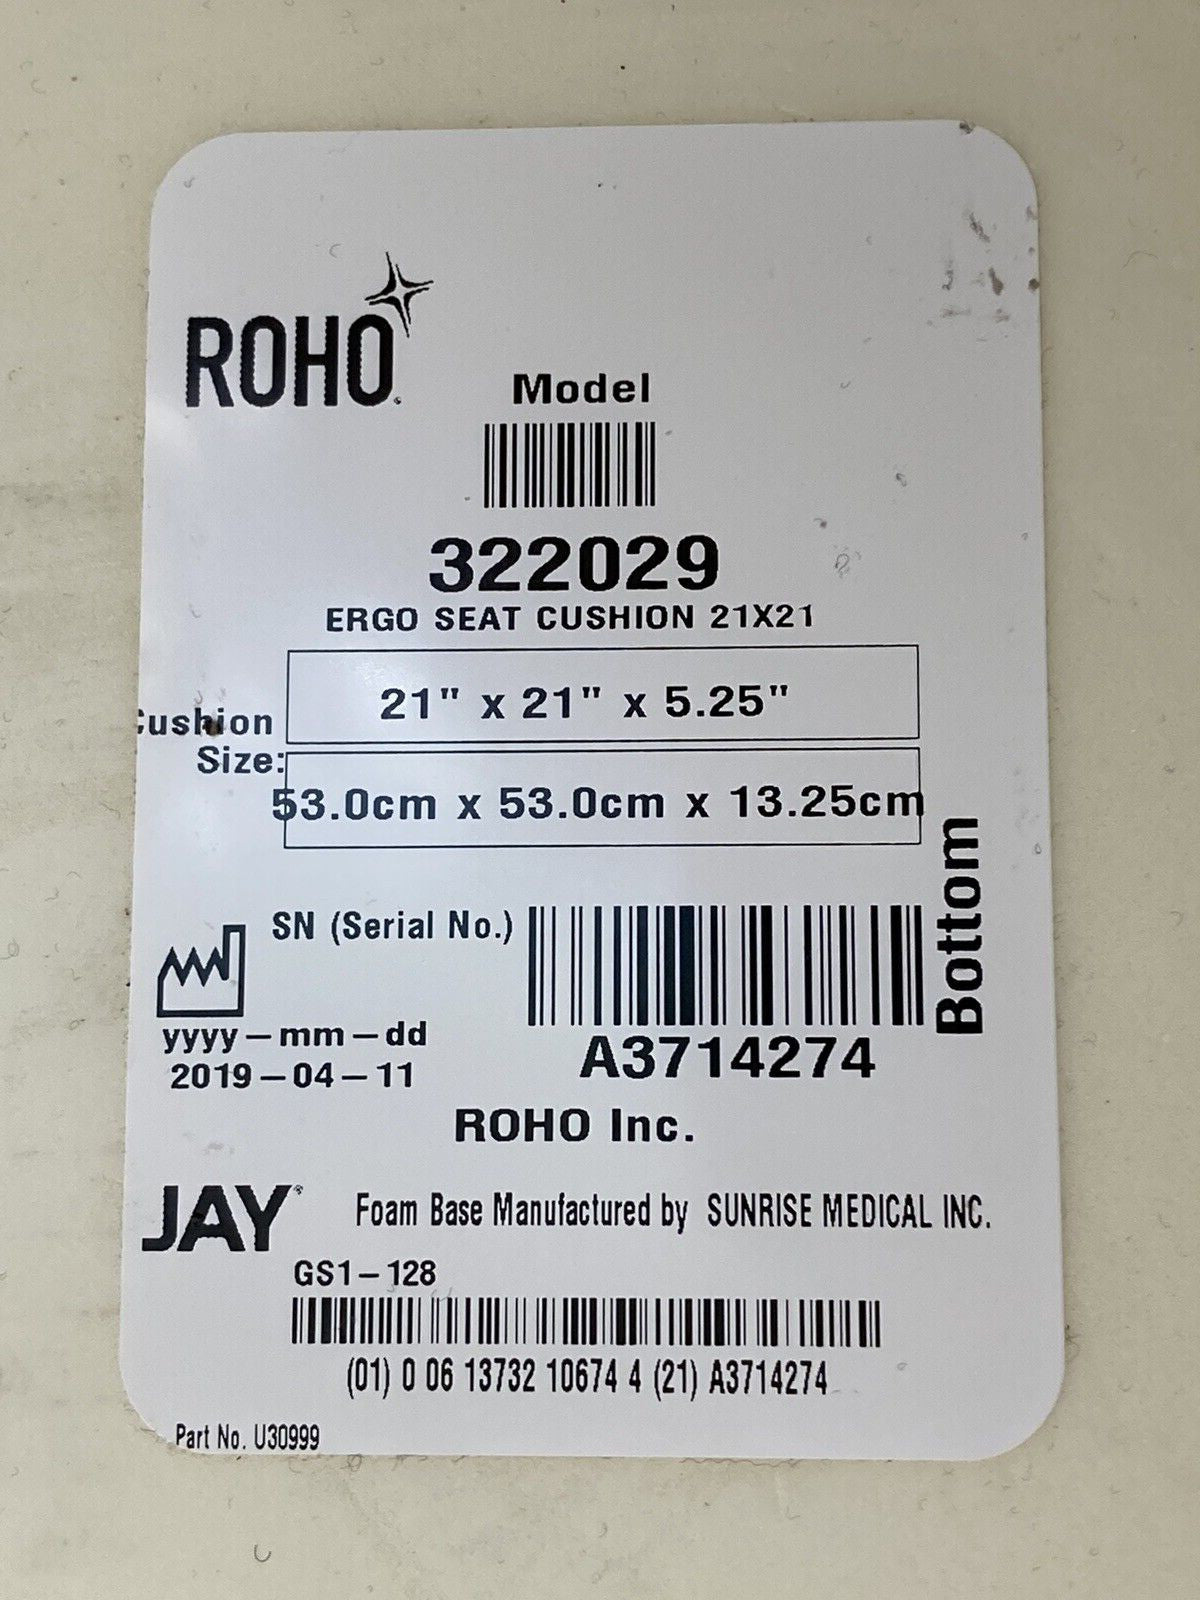 ROHO
Model
322029
ERGO SEAT CUSHION 21X21
Cushion
Size:
21" x 21" x 5.25"
53.0cm x 53.0cm x 13.25cm
Bottom
SN (Serial No.)
yyyy-mm-dd
2019-04-11
A3714274
ROHO Inc.
JAY® Foam Base Manufactured by SUNRISE MEDICAL INC.
GS1-128
(01) 0 06 13732 10674 4 (21) A3714274
Part No. U30999